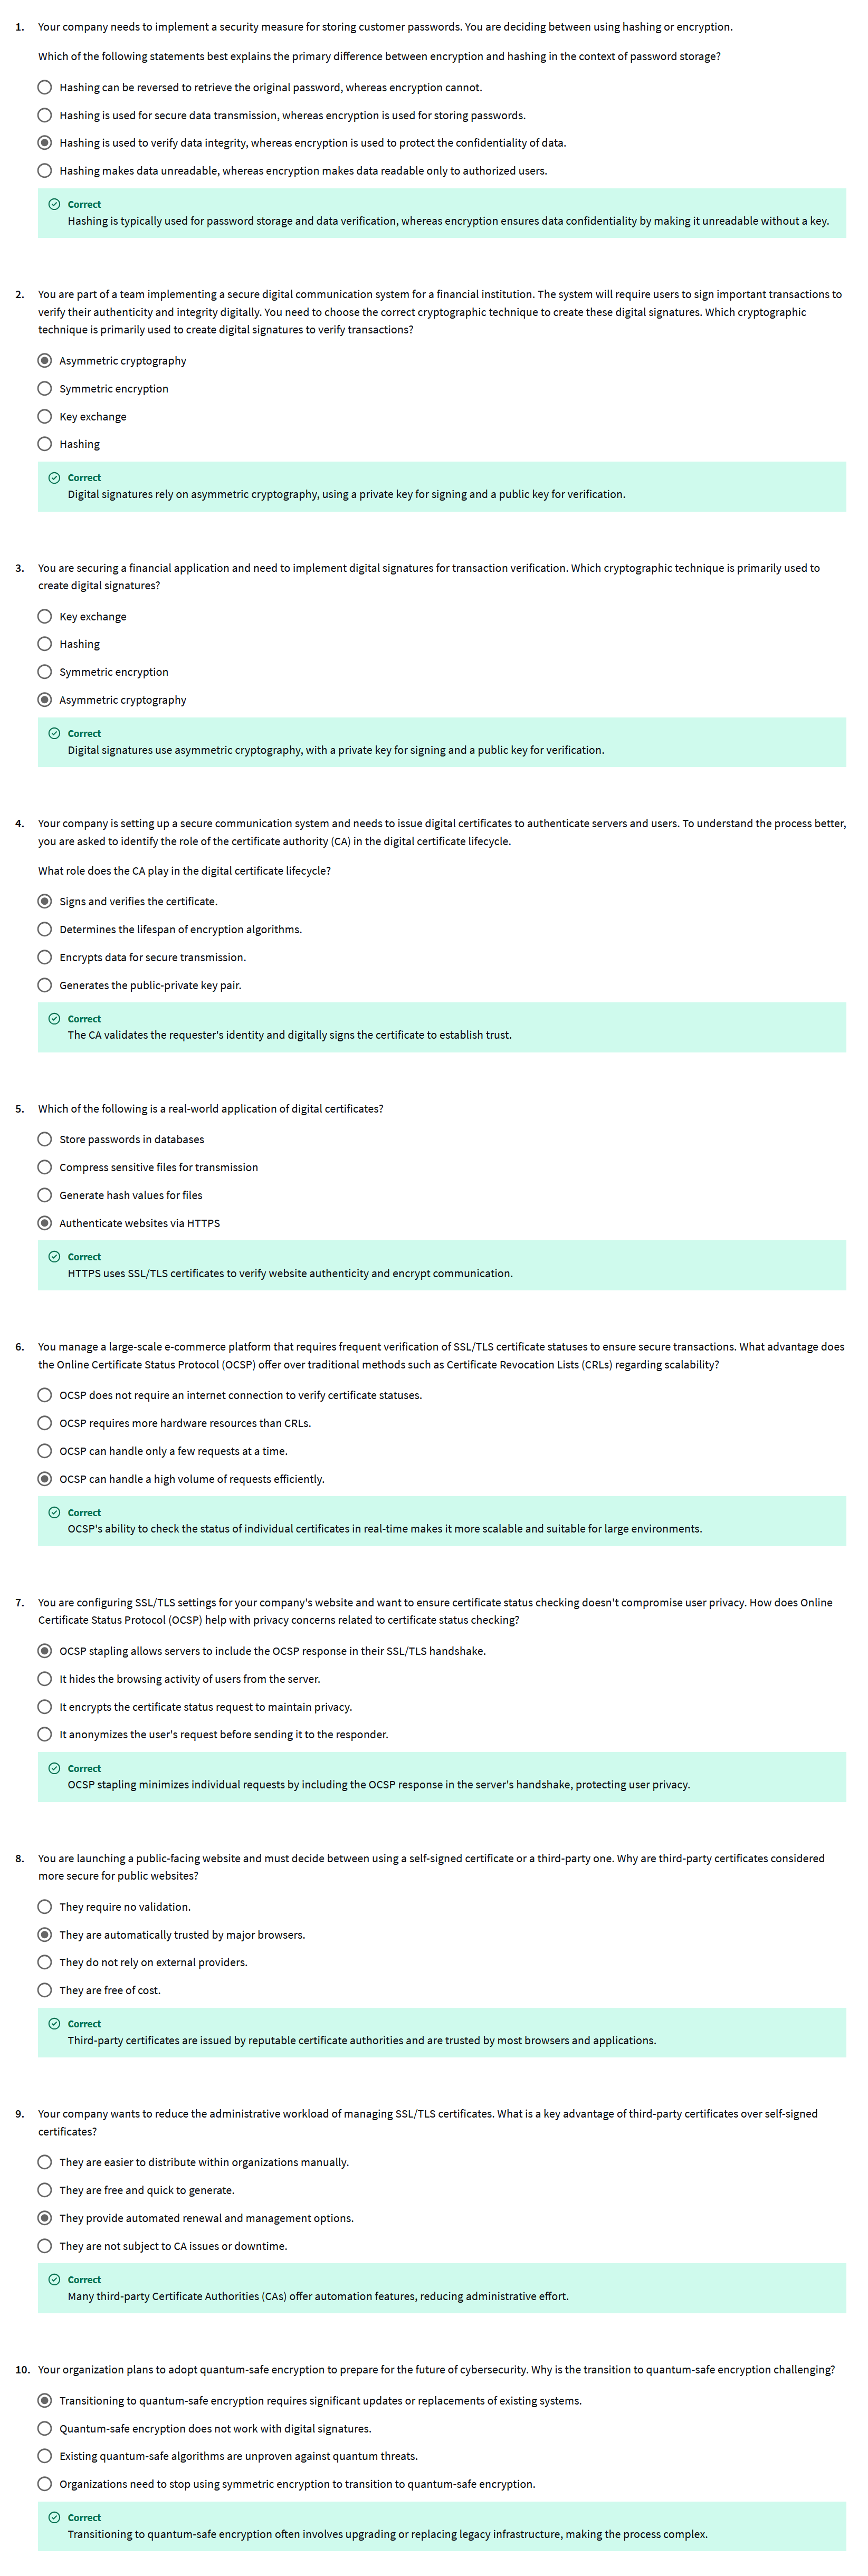 1. Your company needs to implement a security measure for storing customer passwords. You are deciding between using hashing or encryption.
Which of the following statements best explains the primary difference between encryption and hashing in the context of password storage?
Hashing can be reversed to retrieve the original password, whereas encryption cannot.
Hashing is used for secure data transmission, whereas encryption is used for storing passwords.
Hashing is used to verify data integrity, whereas encryption is used to protect the confidentiality of data.
Hashing makes data unreadable, whereas encryption makes data readable only to authorized users.
Correct
Hashing is typically used for password storage and data verification, whereas encryption ensures data confidentiality by making it unreadable without a key.
2. You are part of a team implementing a secure digital communication system for a financial institution. The system will require users to sign important transactions to
verify their authenticity and integrity digitally. You need to choose the correct cryptographic technique to create these digital signatures. Which cryptographic
technique is primarily used to create digital signatures to verify transactions?
Asymmetric cryptography
Symmetric encryption
Key exchange
Hashing
Correct
Digital signatures rely on asymmetric cryptography, using a private key for signing and a public key for verification.
3. You are securing a financial application and need to implement digital signatures for transaction verification. Which cryptographic technique is primarily used to
create digital signatures?
Key exchange
Hashing
Symmetric encryption
Asymmetric cryptography
Correct
Digital signatures use asymmetric cryptography, with a private key for signing and a public key for verification.
4. Your company is setting up a secure communication system and needs to issue digital certificates to authenticate servers and users. To understand the process better,
you are asked to identify the role of the certificate authority (CA) in the digital certificate lifecycle.
What role does the CA play in the digital certificate lifecycle?
Signs and verifies the certificate.
Determines the lifespan of encryption algorithms.
Encrypts data for secure transmission.
Generates the public-private key pair.
Correct
The CA validates the requester's identity and digitally signs the certificate to establish trust.
5. Which of the following is a real-world application of digital certificates?
Store passwords in databases
Compress sensitive files for transmission
Generate hash values for files
Authenticate websites via HTTPS
Correct
HTTPS uses SSL/TLS certificates to verify website authenticity and encrypt communication.
6. You manage a large-scale e-commerce platform that requires frequent verification of SSL/TLS certificate statuses to ensure secure transactions. What advantage does
the Online Certificate Status Protocol (OCSP) offer over traditional methods such as Certificate Revocation Lists (CRLs) regarding scalability?
OCSP does not require an internet connection to verify certificate statuses.
OCSP requires more hardware resources than CRLs.
OCSP can handle only a few requests at a time.
OCSP can handle a high volume of requests efficiently.
Correct
OCSP's ability to check the status of individual certificates in real-time makes it more scalable and suitable for large environments.
7. You are configuring SSL/TLS settings for your company's website and want to ensure certificate status checking doesn't compromise user privacy. How does Online
Certificate Status Protocol (OCSP) help with privacy concerns related to certificate status checking?
OCSP stapling allows servers to include the OCSP response in their SSL/TLS handshake.
It hides the browsing activity of users from the server.
It encrypts the certificate status request to maintain privacy.
It anonymizes the user's request before sending it to the responder.
Correct
OCSP stapling minimizes individual requests by including the OCSP response in the server's handshake, protecting user privacy.
8. You are launching a public-facing website and must decide between using a self-signed certificate or a third-party one. Why are third-party certificates considered
more secure for public websites?
They require no validation.
They are automatically trusted by major browsers.
They do not rely on external providers.
They are free of cost.
Correct
Third-party certificates are issued by reputable certificate authorities and are trusted by most browsers and applications.
9. Your company wants to reduce the administrative workload of managing SSL/TLS certificates. What is a key advantage of third-party certificates over self-signed
certificates?
They are easier to distribute within organizations manually.
They are free and quick to generate.
They provide automated renewal and management options.
They are not subject to CA issues or downtime.
Correct
Many third-party Certificate Authorities (CAs) offer automation features, reducing administrative effort.
10. Your organization plans to adopt quantum-safe encryption to prepare for the future of cybersecurity. Why is the transition to quantum-safe encryption challenging?
Transitioning to quantum-safe encryption requires significant updates or replacements of existing systems.
Quantum-safe encryption does not work with digital signatures.
Existing quantum-safe algorithms are unproven against quantum threats.
Organizations need to stop using symmetric encryption to transition to quantum-safe encryption.
Correct
Transitioning to quantum-safe encryption often involves upgrading or replacing legacy infrastructure, making the process complex.